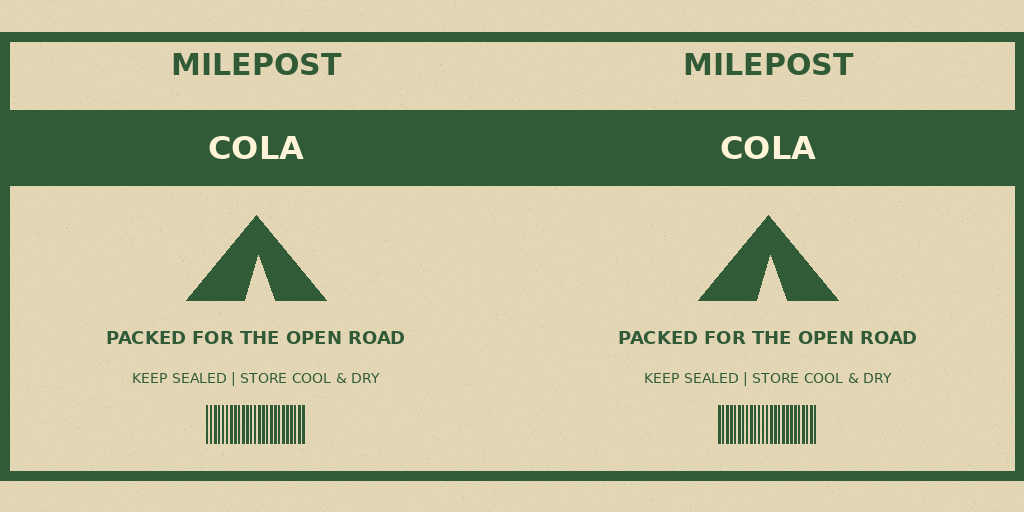 MILEPOST
COLA
PACKED FOR THE OPEN ROAD
KEEP SEALED | STORE COOL & DRY
MILEPOST
COLA
PACKED FOR THE OPEN ROAD
KEEP SEALED | STORE COOL & DRY